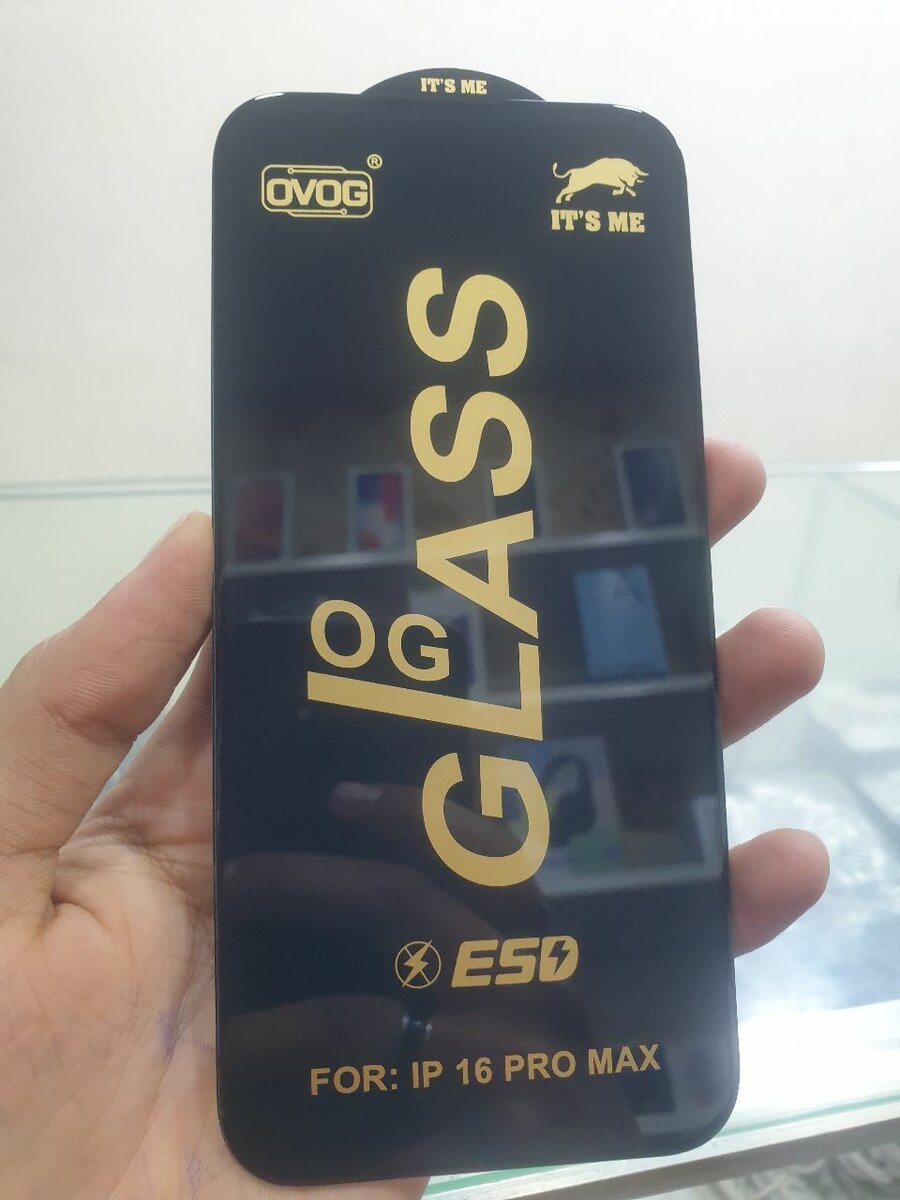 IT'S ME
OVOG®
IT'S ME
OG
GLASS
ESD
FOR: IP 16 PRO MAX